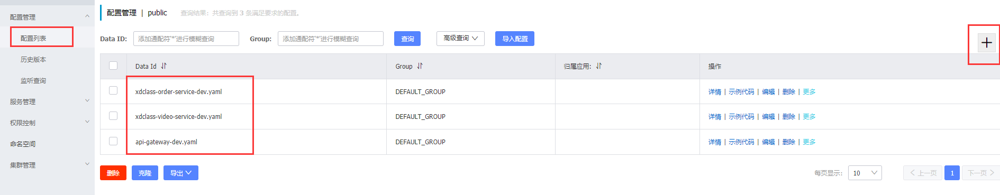 配置管理
配置列表
历史版本
监听查询
服务管理
权限控制
命名空间
集群管理
配置管理 | public 查询结果：共查询到 3 条满足要求的配置。
Data ID: 添加通配符'*'进行模糊查询 Group: 添加通配符'*'进行模糊查询 查询 高级查询 导入配置
Data Id Group 归属应用: 操作
xdclass-order-service-dev.yaml DEFAULT_GROUP 详情 | 示例代码 | 编辑 | 删除 | 更多
xdclass-video-service-dev.yaml DEFAULT_GROUP 详情 | 示例代码 | 编辑 | 删除 | 更多
api-gateway-dev.yaml DEFAULT_GROUP 详情 | 示例代码 | 编辑 | 删除 | 更多
删除 克隆 导出 每页显示: 10 上一页 1 下一页